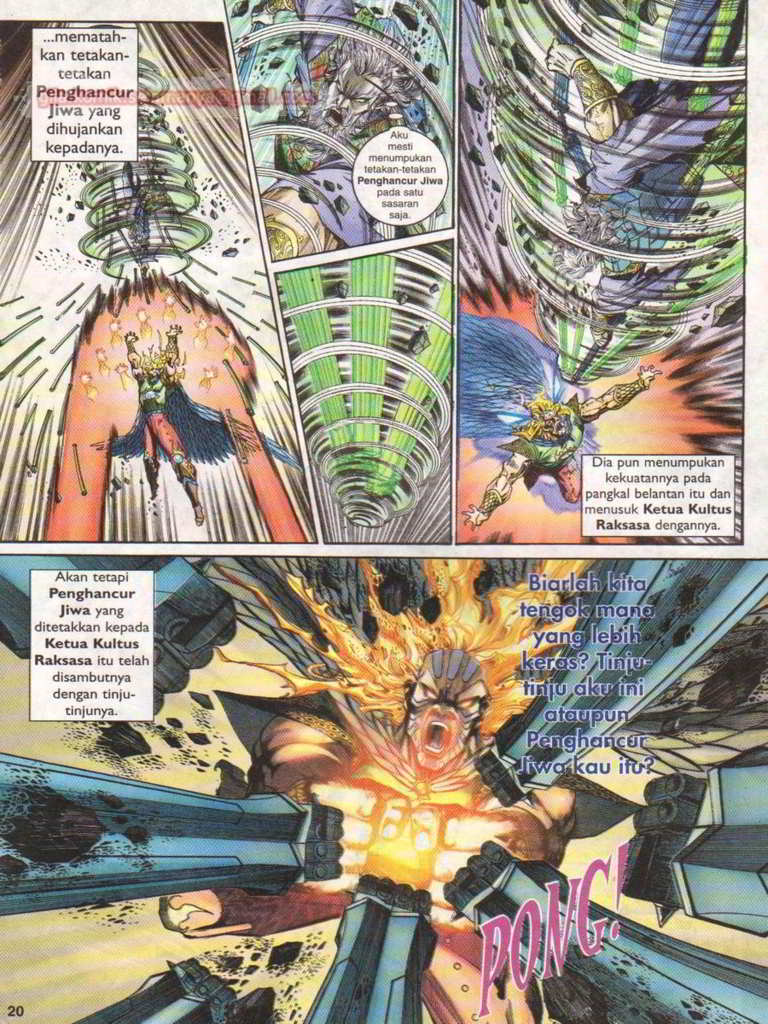 ...mematah-
kan tetakan-
tetakan
Penghancur
Jiwa yang
dihujankan
kepadanya.
Aku
mesti
menumpukan
tetakan-tetakan
Penghancur Jiwa
pada satu
sasaran
saja.
Dia pun menumpukan
kekuatannya pada
pangkal belantan itu dan
menusuk Ketua Kultus
Raksasa dengannya.
Akan tetapi
Penghancur
Jiwa yang
ditetakkan kepada
Ketua Kultus
Raksasa itu telah
disambutnya
dengan tinju-
tinjunya.
Biarlah kita
tengok mana
yang lebih
keras? Tinju-
tinju aku ini
ataupun
Penghancur
Jiwa kau itu?
PONG!
20